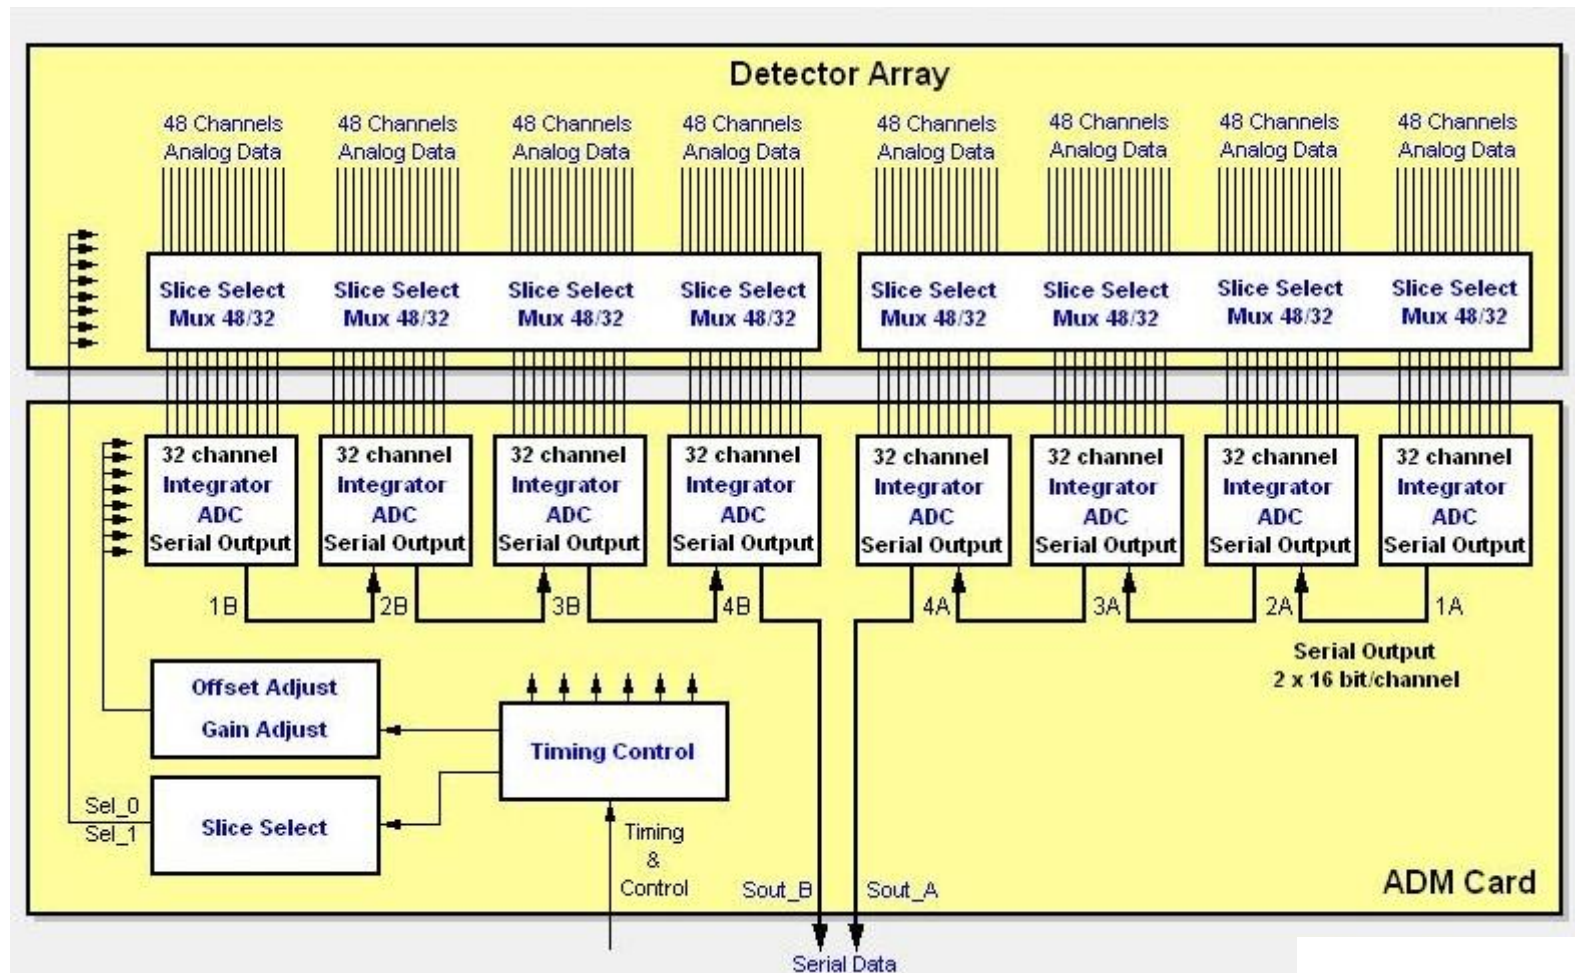 Detector Array
48 Channels 48 Channels 48 Channels 48 Channels 48 Channels 48 Channels 48 Channels 48 Channels
Analog Data Analog Data Analog Data Analog Data Analog Data Analog Data Analog Data Analog Data
Slice Select Slice Select Slice Select Slice Select Slice Select Slice Select Slice Select Slice Select
Mux 48/32 Mux 48/32 Mux 48/32 Mux 48/32 Mux 48/32 Mux 48/32 Mux 48/32 Mux 48/32
32 channel 32 channel 32 channel 32 channel 32 channel 32 channel 32 channel 32 channel
Integrator Integrator Integrator Integrator Integrator Integrator Integrator Integrator
ADC ADC ADC ADC ADC ADC ADC ADC
Serial Output Serial Output Serial Output Serial Output Serial Output Serial Output Serial Output Serial Output
1B 2B 3B 4B 4A 3A 2A 1A
Serial Output
2 x 16 bit/channel
Offset Adjust
Gain Adjust
Timing Control
Sel_0
Sel_1
Slice Select
Timing
&
Control
Sout_B Sout_A
ADM Card
Serial Data